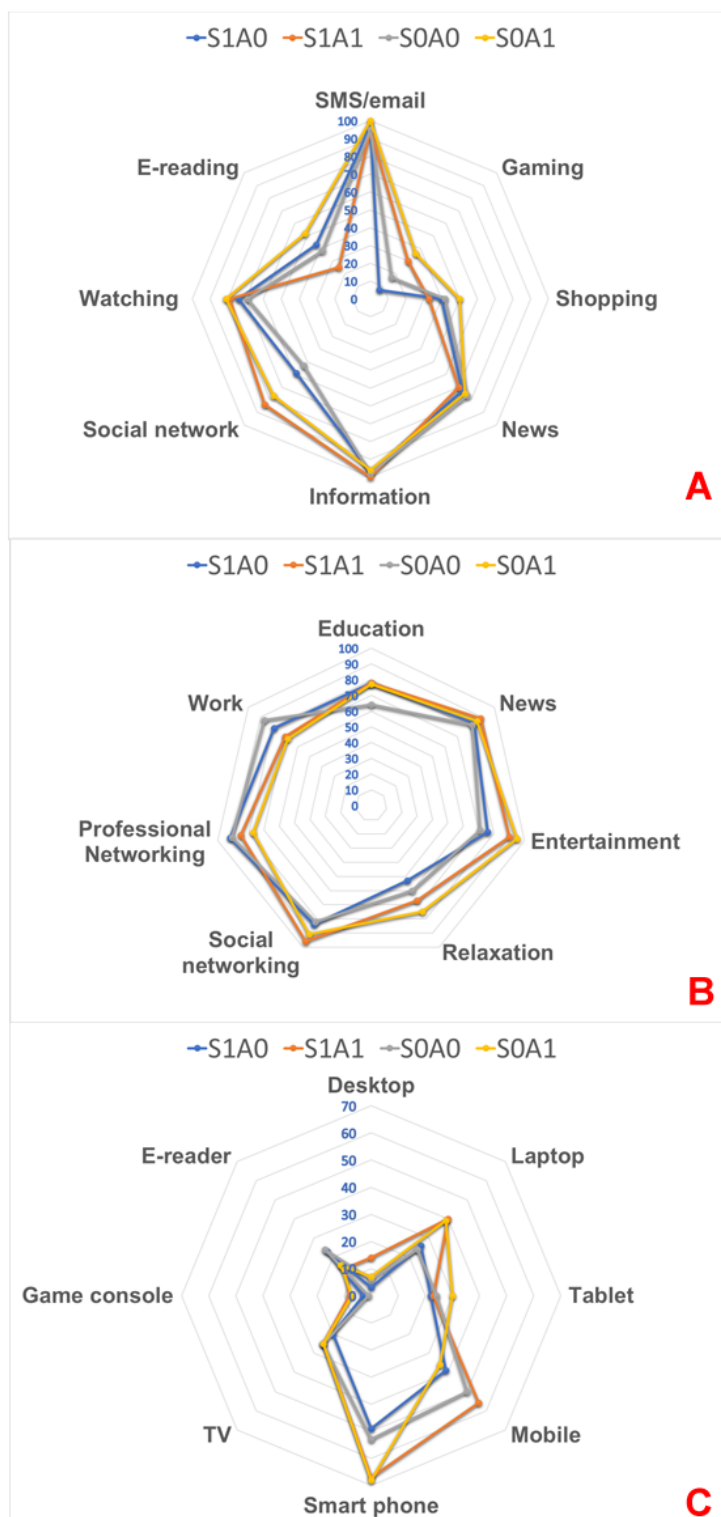 S1A0 S1A1 S0A0 S0A1
SMS/email
100
90
80
70
60
50
40
30
20
10
0
E-reading
Gaming
Watching
Shopping
Social network
News
Information
A
S1A0 S1A1 S0A0 S0A1
Education
100
90
80
70
60
50
40
30
20
10
0
Work
News
Professional
Networking
Entertainment
Social
networking
Relaxation
B
S1A0 S1A1 S0A0 S0A1
Desktop
70
60
50
40
30
20
10
0
E-reader
Laptop
Game console
Tablet
TV
Mobile
Smart phone
C